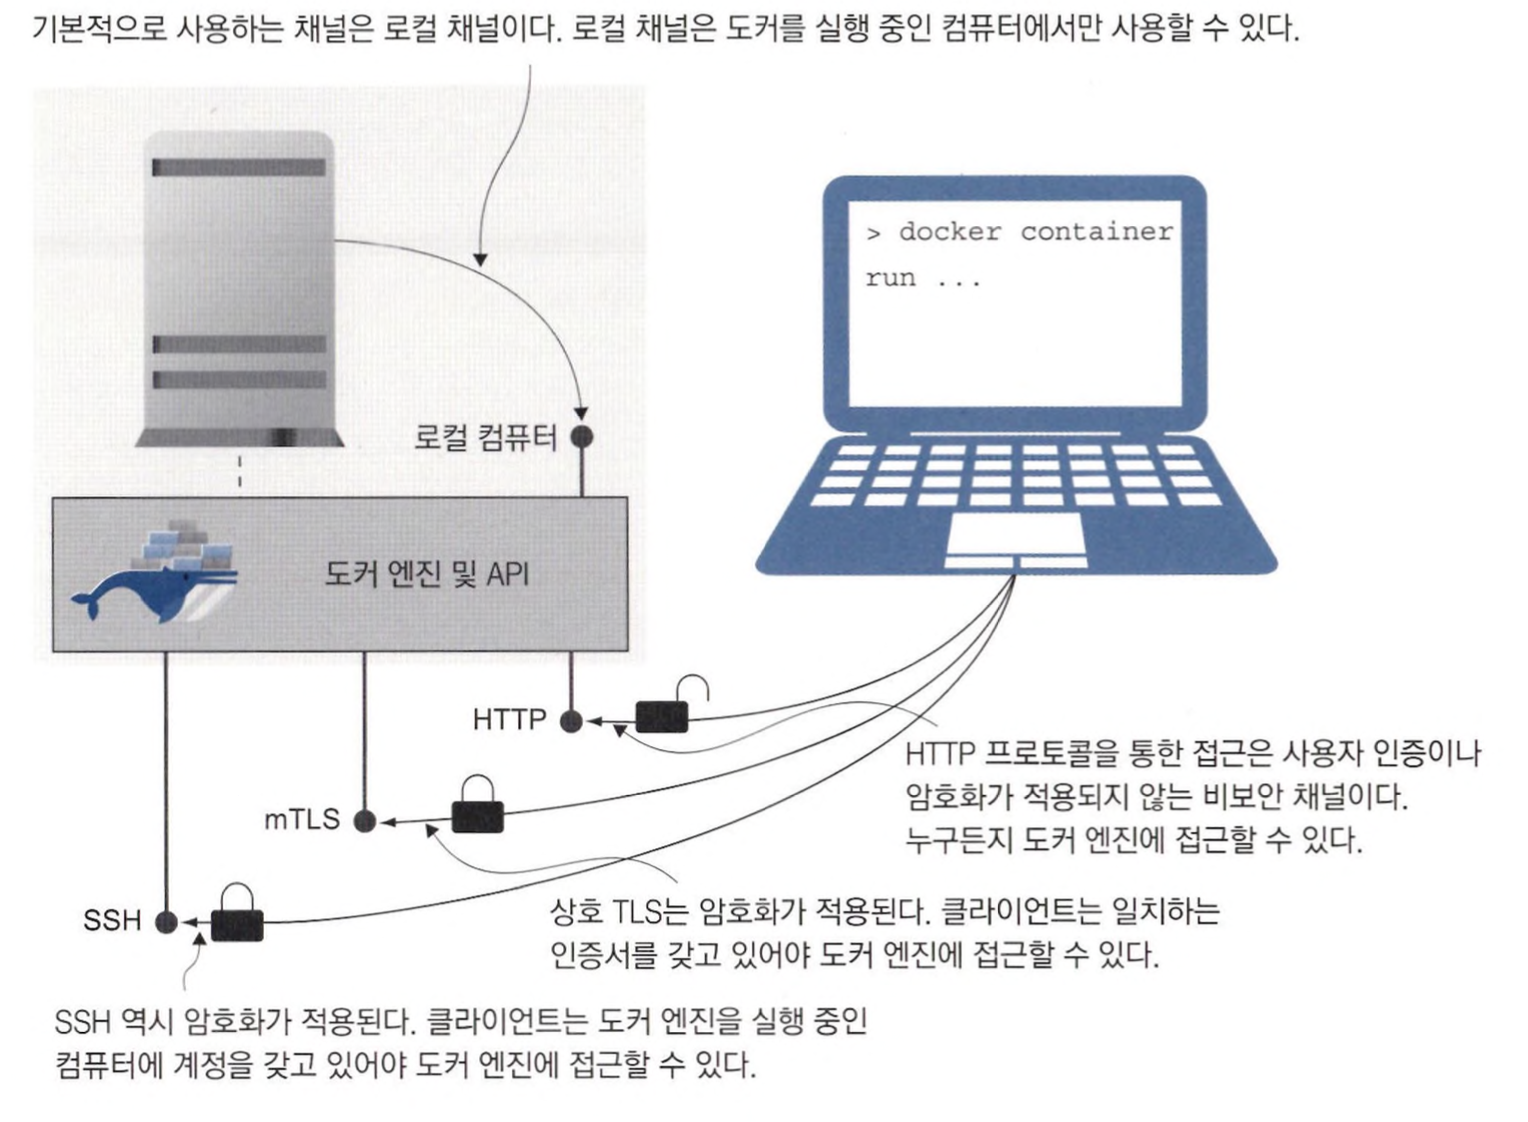 기본적으로 사용하는 채널은 로컬 채널이다. 로컬 채널은 도커를 실행 중인 컴퓨터에서만 사용할 수 있다.
> docker container
run ...
로컬 컴퓨터
도커 엔진 및 API
HTTP
HTTP 프로토콜을 통한 접근은 사용자 인증이나
암호화가 적용되지 않는 비보안 채널이다.
누구든지 도커 엔진에 접근할 수 있다.
mTLS
상호 TLS는 암호화가 적용된다. 클라이언트는 일치하는
인증서를 갖고 있어야 도커 엔진에 접근할 수 있다.
SSH
SSH 역시 암호화가 적용된다. 클라이언트는 도커 엔진을 실행 중인
컴퓨터에 계정을 갖고 있어야 도커 엔진에 접근할 수 있다.